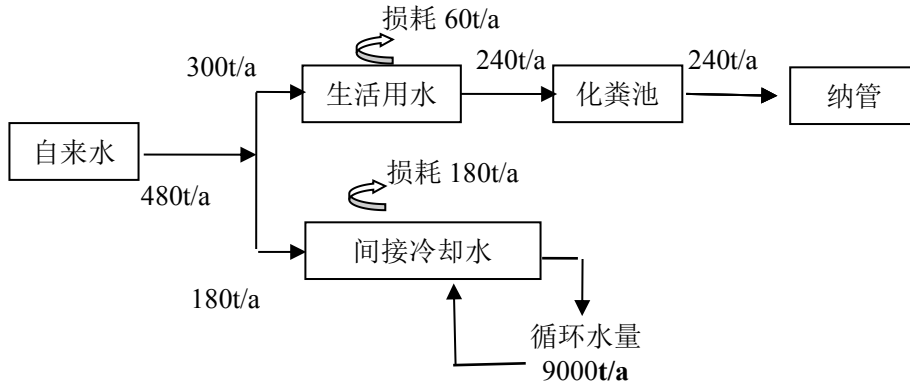 损耗 60t/a
300t/a
生活用水
240t/a
化粪池
240t/a
纳管
自来水
480t/a
损耗 180t/a
间接冷却水
180t/a
循环水量
9000t/a